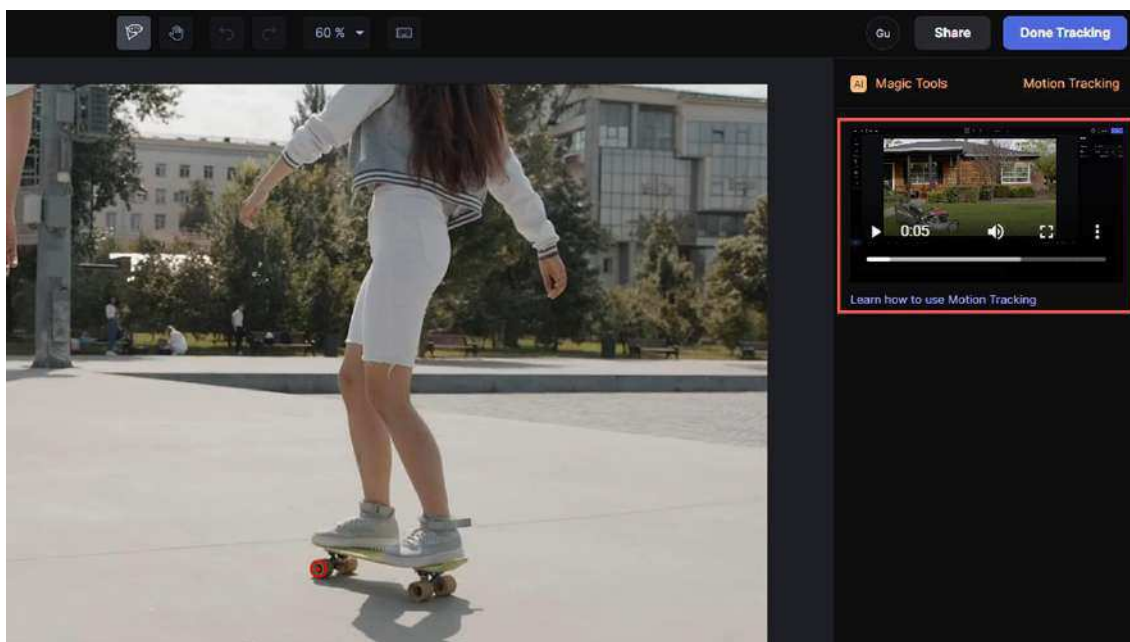 60 %
Gu
Share
Done Tracking
AI Magic Tools
Motion Tracking
0:05
Learn how to use Motion Tracking